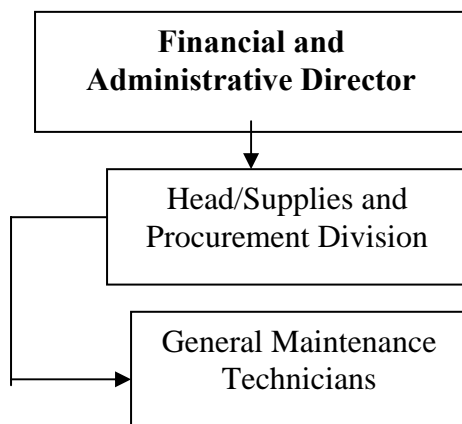 Financial and
Administrative Director
Head/Supplies and
Procurement Division
General Maintenance
Technicians